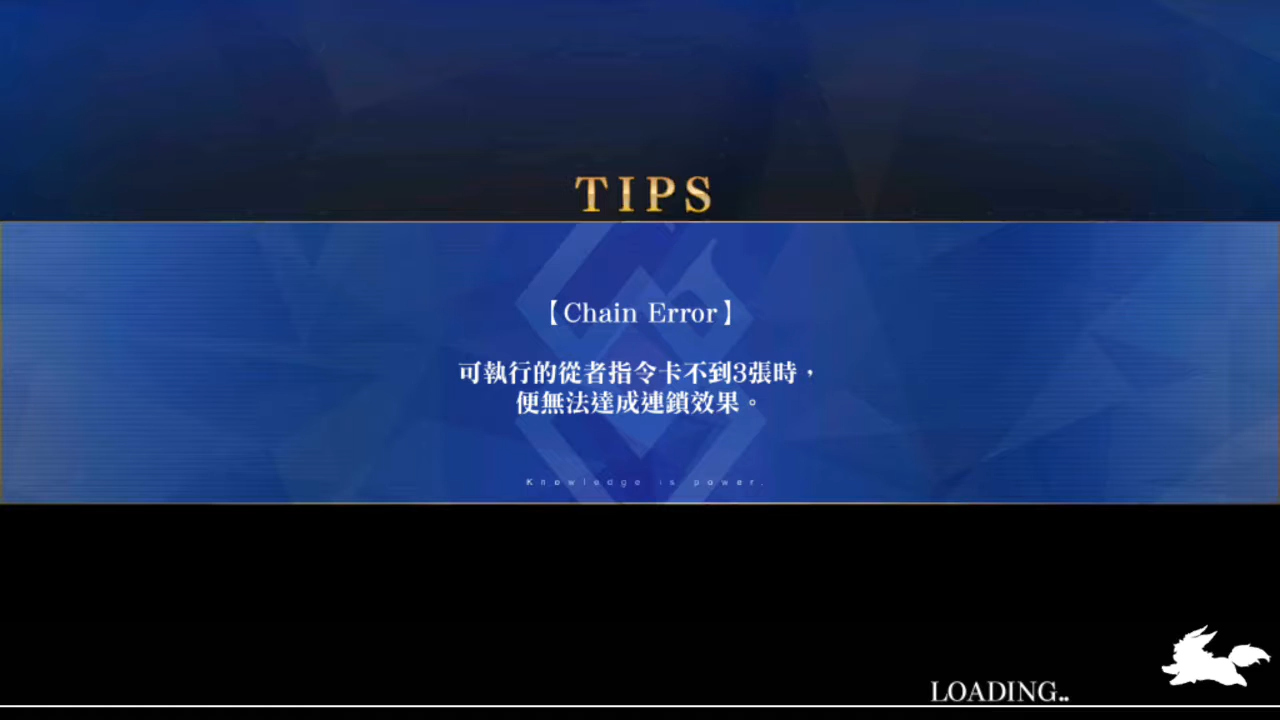 TIPS
【Chain Error】
可執行的從者指令卡不到3張時，
便無法達成連鎖效果。
Knowledge is power.
LOADING..